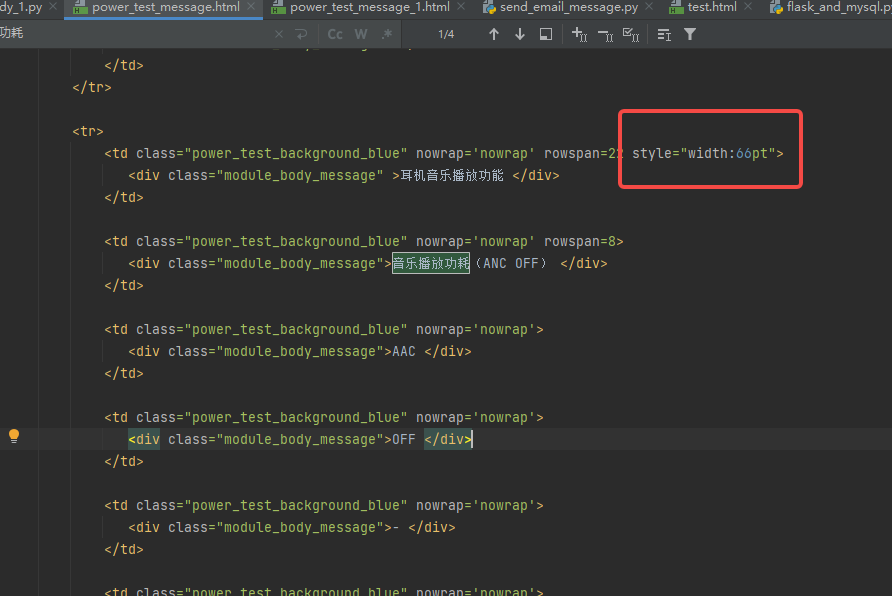 dy_1.py power_test_message.html power_test_message_1.html send_email_message.py test.html flask_and_mysql.py
功耗 Cc W .* 1/4
</td>
</tr>
<tr>
<td class="power_test_background_blue" nowrap='nowrap' rowspan=22 style="width:66pt">
<div class="module_body_message" >耳机音乐播放功能 </div>
</td>
<td class="power_test_background_blue" nowrap='nowrap' rowspan=8>
<div class="module_body_message">音乐播放功耗（ANC OFF） </div>
</td>
<td class="power_test_background_blue" nowrap='nowrap'>
<div class="module_body_message">AAC </div>
</td>
<td class="power_test_background_blue" nowrap='nowrap'>
<div class="module_body_message">OFF </div>
</td>
<td class="power_test_background_blue" nowrap='nowrap'>
<div class="module_body_message">- </div>
</td>
<td class="power_test_background_blue" nowrap='nowrap'>